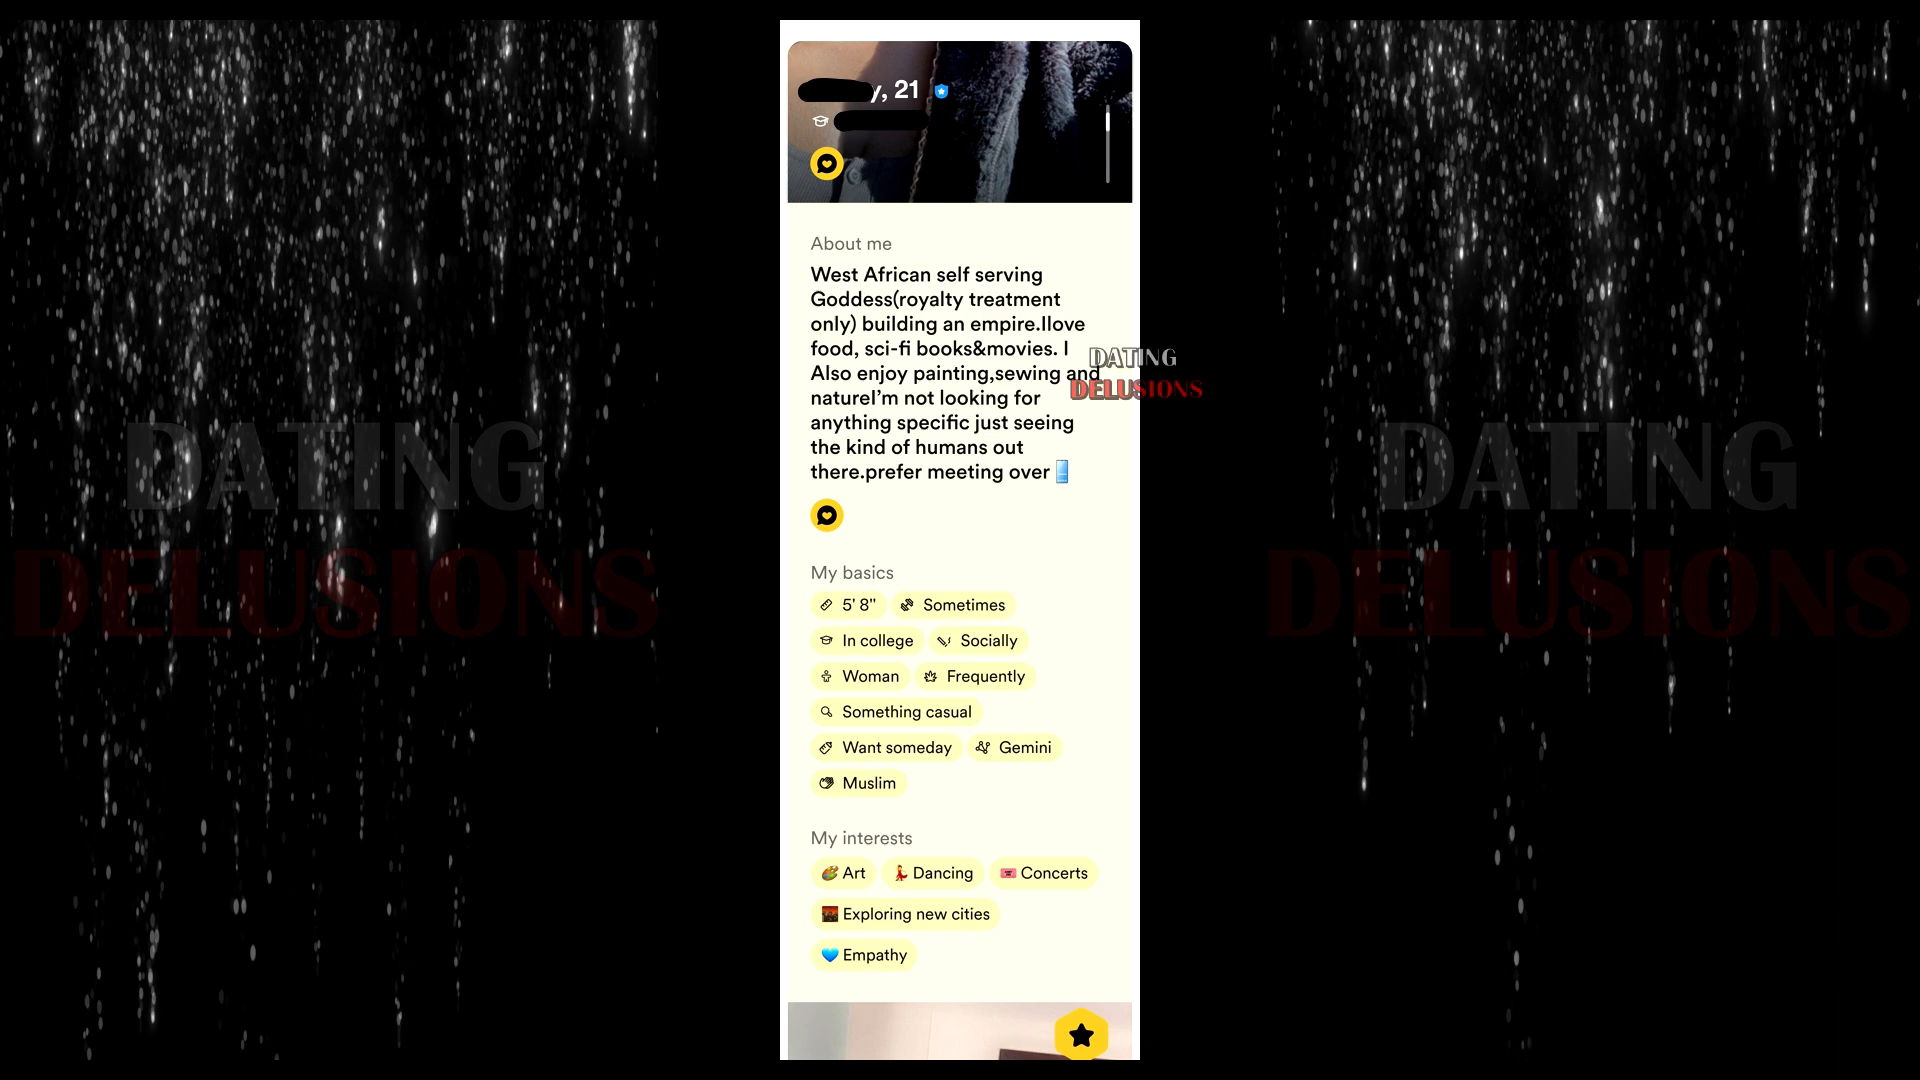 y, 21
About me
West African self serving
Goddess(royalty treatment
only) building an empire.Ilove
food, sci-fi books&movies. I
Also enjoy painting,sewing and
natureI'm not looking for
anything specific just seeing
the kind of humans out
there.prefer meeting over
My basics
5' 8" Sometimes
In college Socially
Woman Frequently
Something casual
Want someday Gemini
Muslim
My interests
Art Dancing Concerts
Exploring new cities
Empathy
DATING
DELUSIONS
DATING
DELUSIONS
DATING
DELUSIONS